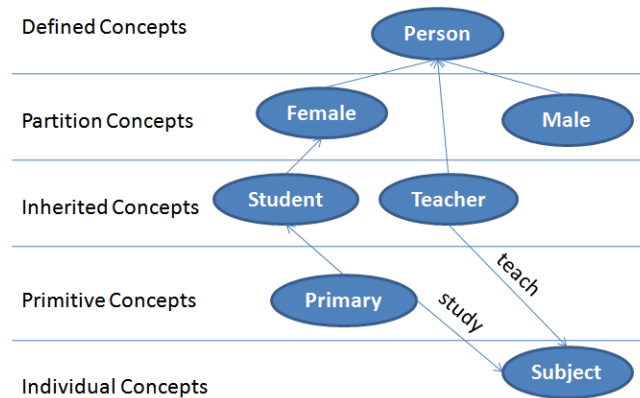 Defined Concepts
Person
Partition Concepts
Female
Male
Inherited Concepts
Student
Teacher
teach
Primitive Concepts
Primary
study
Individual Concepts
Subject